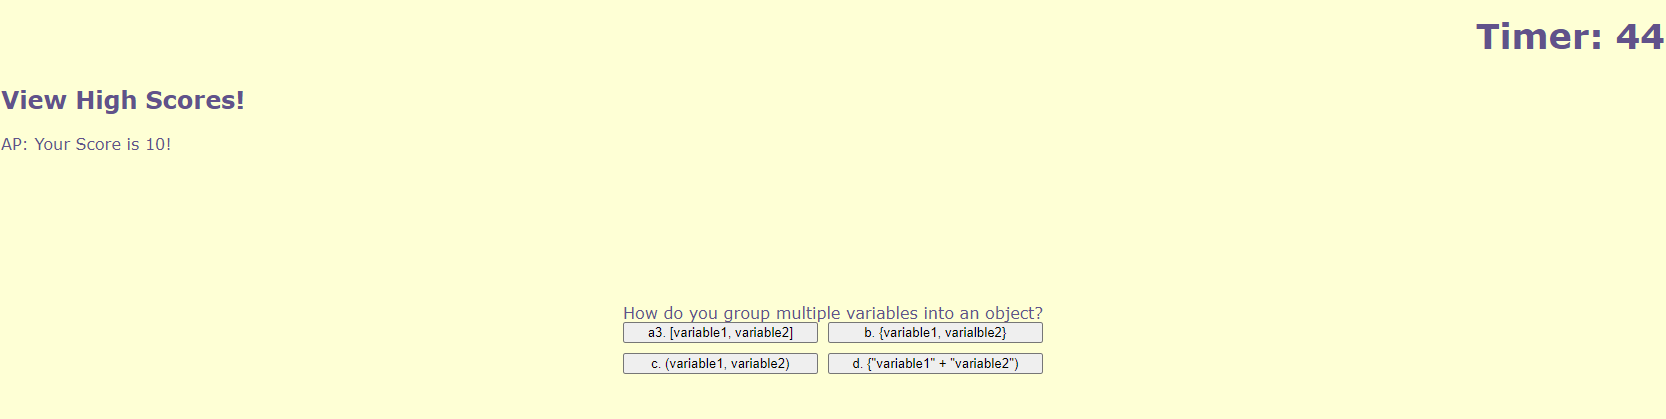 Timer: 44
View High Scores!
AP: Your Score is 10!
How do you group multiple variables into an object?
a3. [variable1, variable2]
b. {variable1, varialble2}
c. (variable1, variable2)
d. {"variable1" + "variable2")